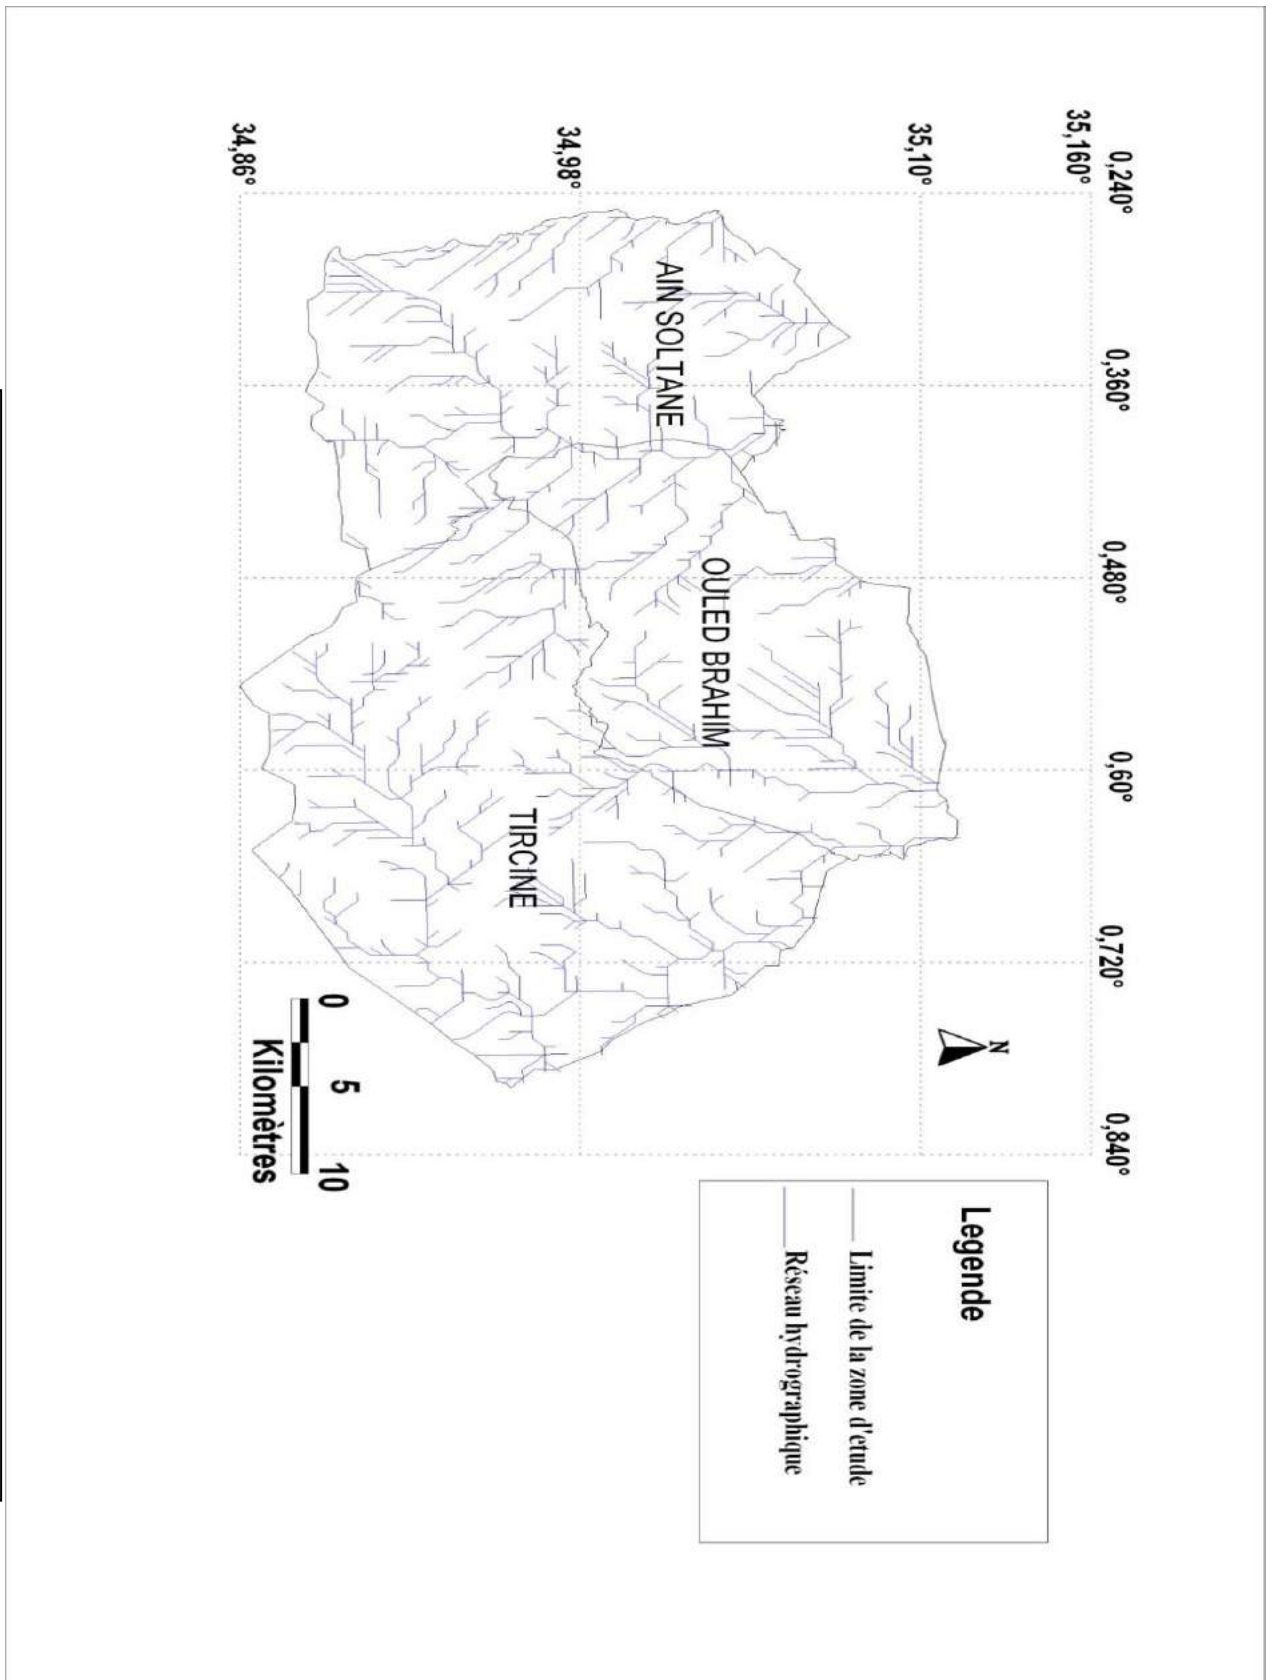 0,240°
0,360°
0,480°
0,60°
0,720°
0,840°
35,160°
35,10°
34,98°
34,86°
N
AIN SOLTANE
OULED BRAHIM
TIRCINE
0 5 10
Kilomètres
Legende
Limite de la zone d'etude
Réseau hydrographique